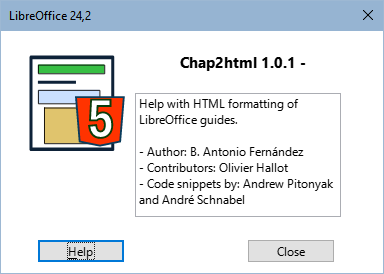 LibreOffice 24,2
Chap2html 1.0.1 -
5
Help with HTML formatting of
LibreOffice guides.
- Author: B. Antonio Fernández
- Contributors: Olivier Hallot
- Code snippets by: Andrew Pitonyak
and André Schnabel
Help
Close